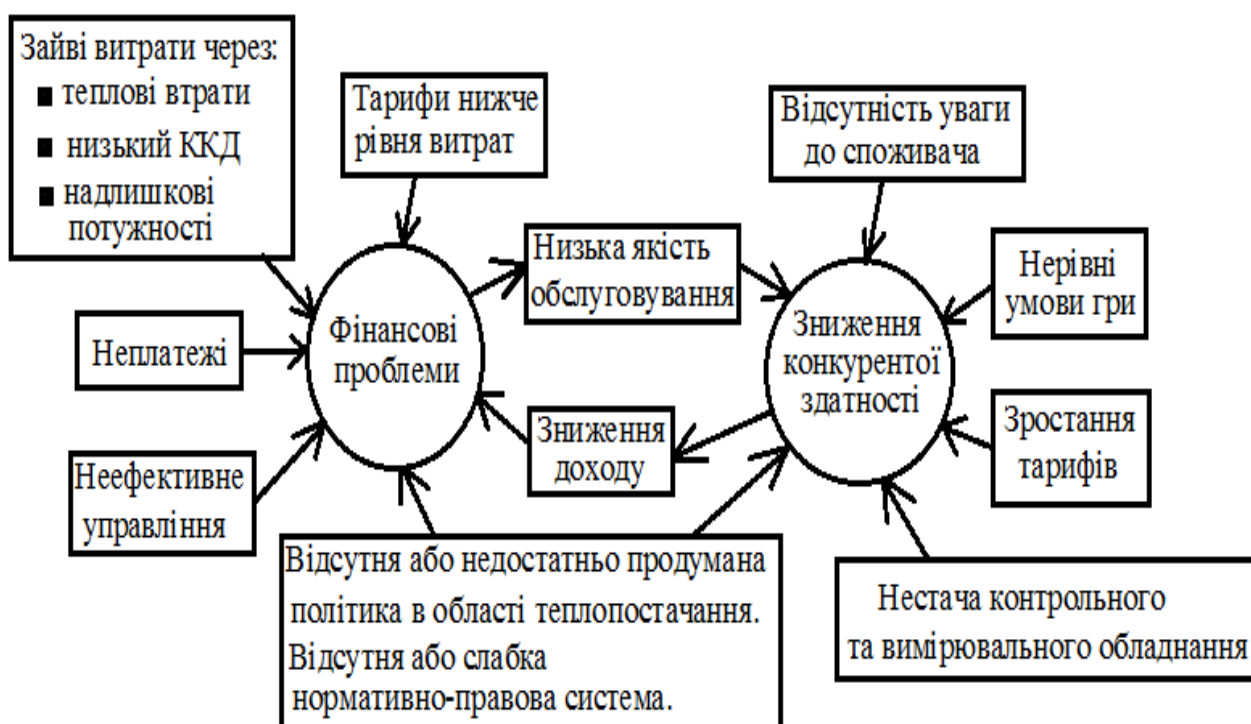 Зайві витрати через:
■ теплові втрати
■ низький ККД
■ надлишкові
потужності
Тарифи нижче
рівня витрат
Відсутність уваги
до споживача
Низька якість
обслуговування
Нерівні
умови гри
Неплатежі
Фінансові
проблеми
Зниження
конкурентої
здатності
Зниження
доходу
Зростання
тарифів
Неефективне
управління
Відсутня або недостатньо продумана
політика в області теплопостачання.
Відсутня або слабка
нормативно-правова система.
Нестача контрольного
та вимірювального обладнання